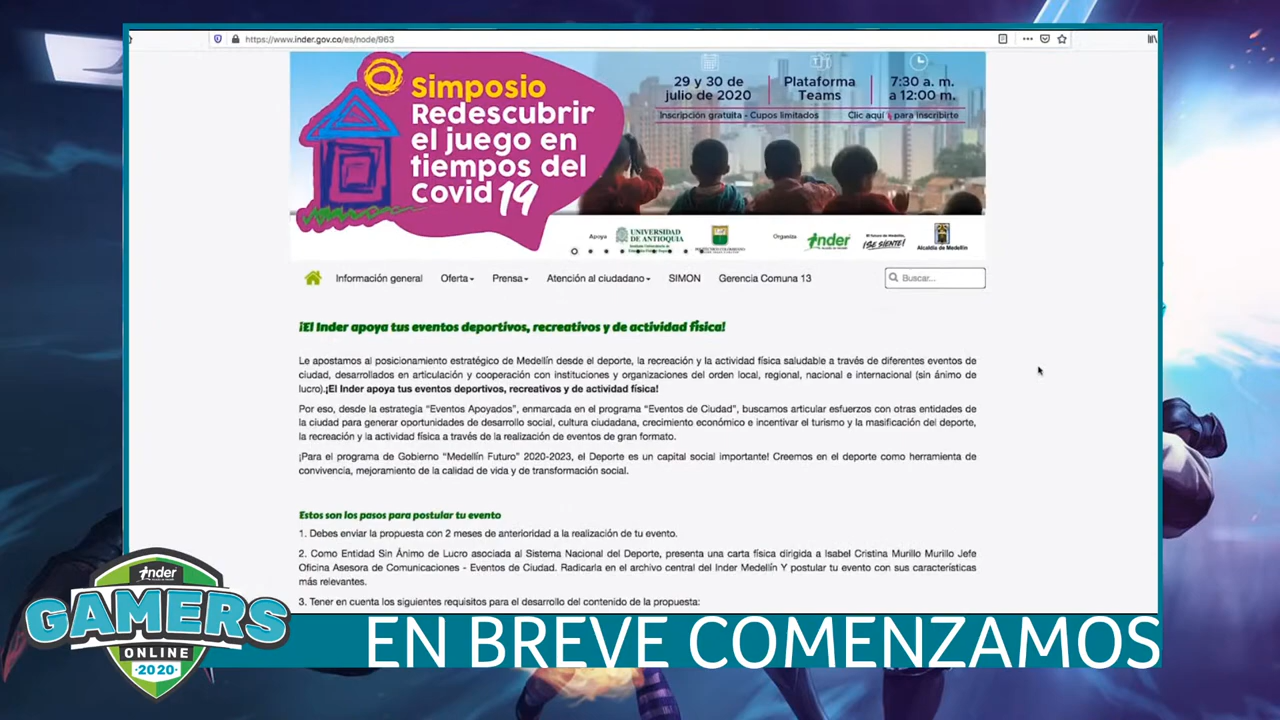 https://www.inder.gov.co/es/node/963
Simposio
Redescubrir
el juego en
tiempos del
Covid 19
29 y 30 de
julio de 2020
Plataforma
Teams
7:30 a. m.
a 12:00 m.
Inscripción gratuita - Cupos limitados
Clic aquí para inscribirte
Apoya
UNIVERSIDAD
DE ANTIOQUIA
Organiza
Inder
¡SE SIENTE!
Alcaldía de Medellín
Información general
Oferta
Prensa
Atención al ciudadano
SIMON
Gerencia Comuna 13
Buscar...
¡El Inder apoya tus eventos deportivos, recreativos y de actividad física!
Le apostamos al posicionamiento estratégico de Medellín desde el deporte, la recreación y la actividad física saludable a través de diferentes eventos de
ciudad, desarrollados en articulación y cooperación con instituciones y organizaciones del orden local, regional, nacional e internacional (sin ánimo de
lucro).¡El Inder apoya tus eventos deportivos, recreativos y de actividad física!
Por eso, desde la estrategia “Eventos Apoyados”, enmarcada en el programa “Eventos de Ciudad”, buscamos articular esfuerzos con otras entidades de
la ciudad para generar oportunidades de desarrollo social, cultura ciudadana, crecimiento económico e incentivar el turismo y la masificación del deporte,
la recreación y la actividad física a través de la realización de eventos de gran formato.
¡Para el programa de Gobierno “Medellín Futuro” 2020-2023, el Deporte es un capital social importante! Creemos en el deporte como herramienta de
convivencia, mejoramiento de la calidad de vida y de transformación social.
Estos son los pasos para postular tu evento
1. Debes enviar la propuesta con 2 meses de anterioridad a la realización de tu evento.
2. Como Entidad Sin Ánimo de Lucro asociada al Sistema Nacional del Deporte, presenta una carta física dirigida a Isabel Cristina Murillo Murillo Jefe
Oficina Asesora de Comunicaciones - Eventos de Ciudad. Radicarla en el archivo central del Inder Medellín Y postular tu evento con sus características
más relevantes.
3. Tener en cuenta los siguientes requisitos para el desarrollo del contenido de la propuesta:
Inder
GAMERS
ONLINE
·2020·
EN BREVE COMENZAMOS